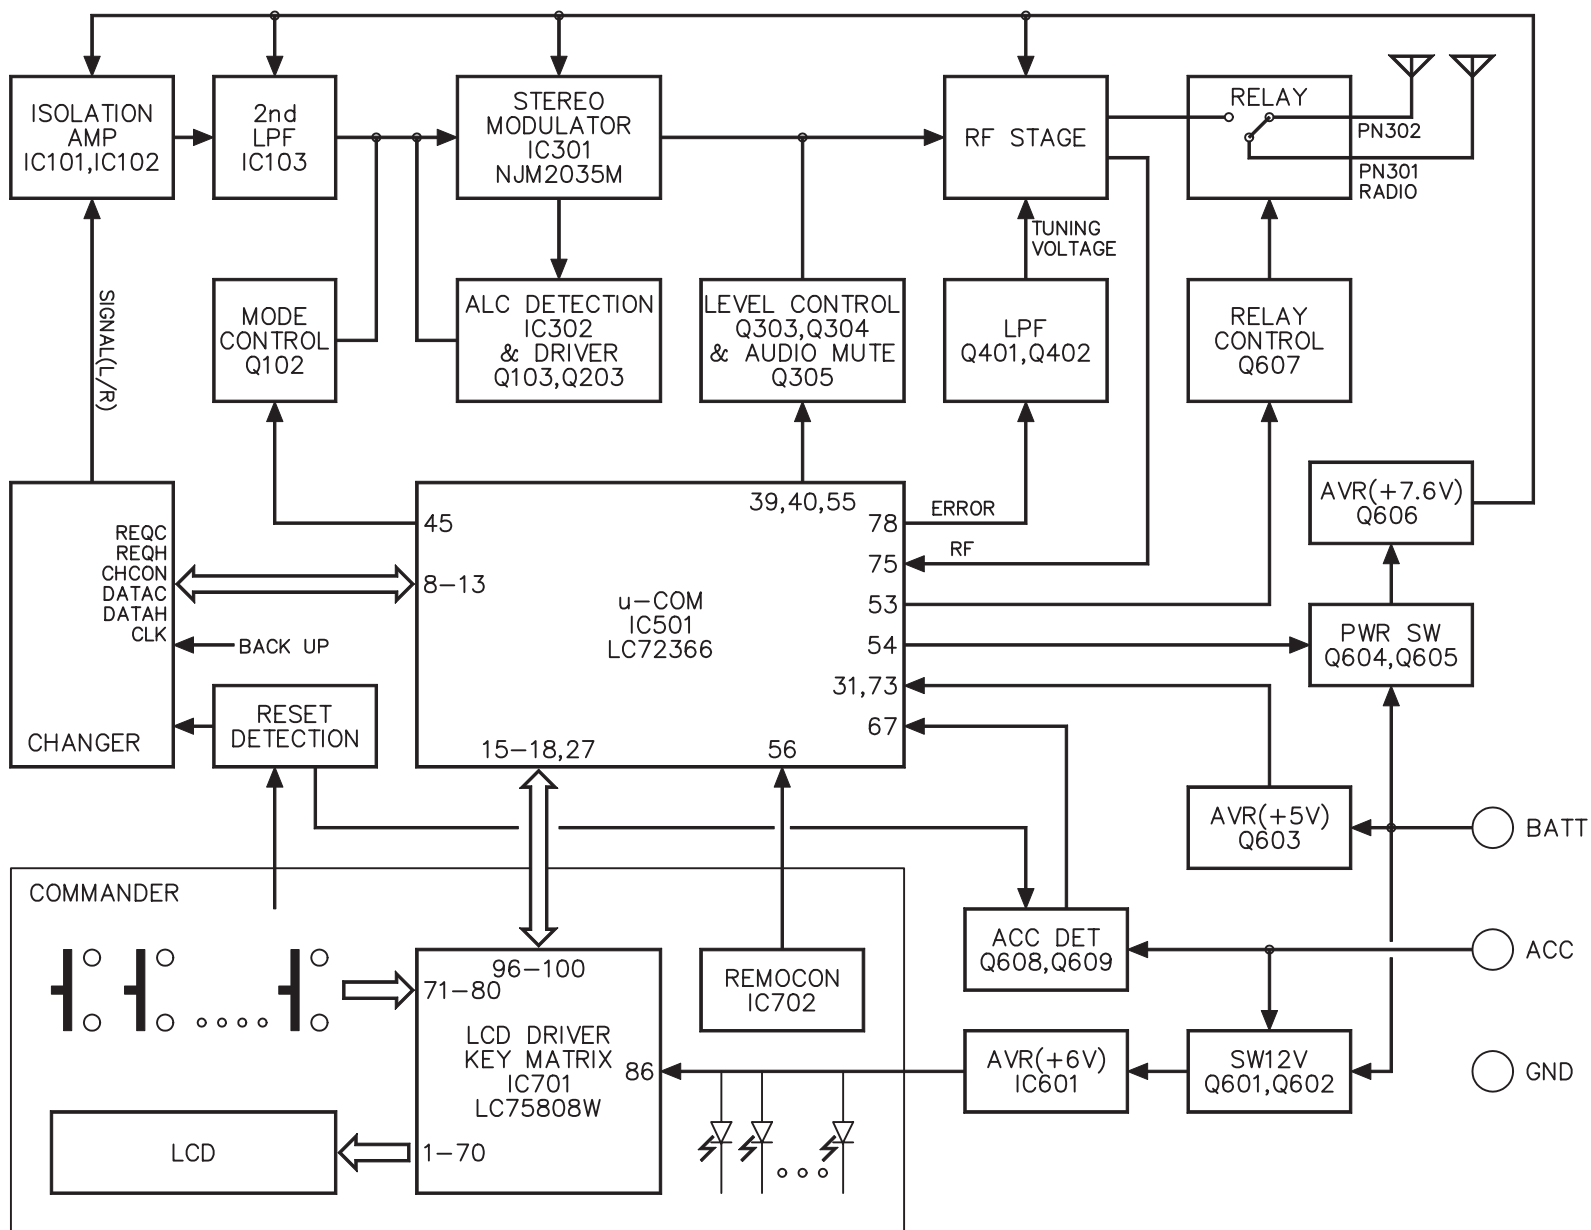 ISOLATION
AMP
IC101,IC102
2nd
LPF
IC103
STEREO
MODULATOR
IC301
NJM2035M
RF STAGE
RELAY
PN302
PN301
RADIO
TUNING
VOLTAGE
SIGNAL(L/R)
MODE
CONTROL
Q102
ALC DETECTION
IC302
& DRIVER
Q103,Q203
LEVEL CONTROL
Q303,Q304
& AUDIO MUTE
Q305
LPF
Q401,Q402
RELAY
CONTROL
Q607
AVR(+7.6V)
Q606
REQC
REQH
CHCON
DATAC
DATAH
CLK
CHANGER
BACK UP
45
8-13
39,40,55
78
75
53
54
31,73
67
15-18,27
56
u-COM
IC501
LC72366
ERROR
RF
PWR SW
Q604,Q605
RESET
DETECTION
AVR(+5V)
Q603
BATT
COMMANDER
ACC DET
Q608,Q609
ACC
96-100
71-80
LCD DRIVER
KEY MATRIX
IC701
LC75808W
86
1-70
REMOCON
IC702
AVR(+6V)
IC601
SW12V
Q601,Q602
GND
LCD